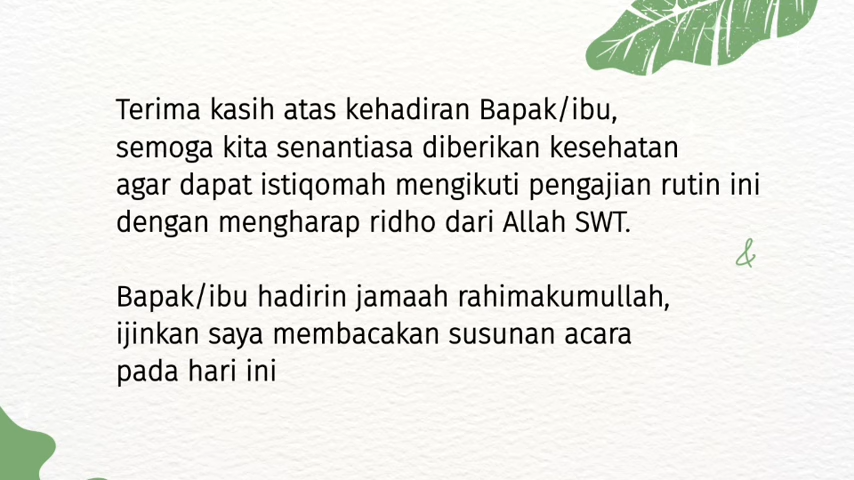 Terima kasih atas kehadiran Bapak/ibu,
semoga kita senantiasa diberikan kesehatan
agar dapat istiqomah mengikuti pengajian rutin ini
dengan mengharap ridho dari Allah SWT.
&
Bapak/ibu hadirin jamaah rahimakumullah,
ijinkan saya membacakan susunan acara
pada hari ini